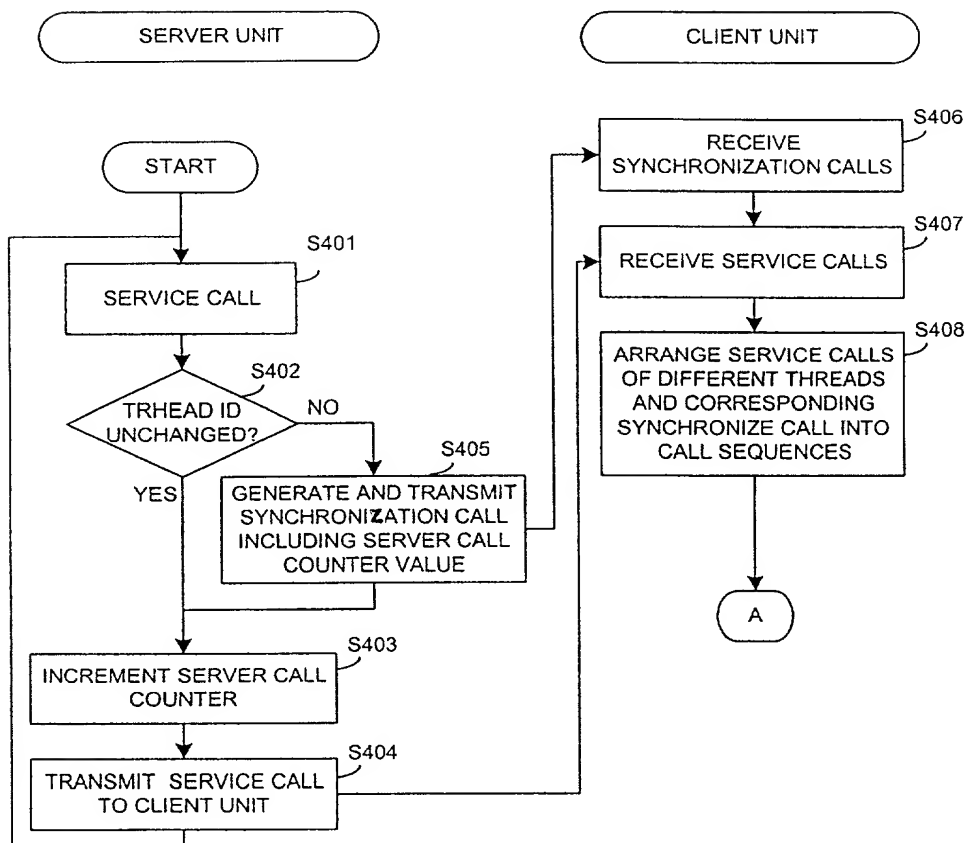 SERVER UNIT
CLIENT UNIT
START
S401
SERVICE CALL
S402
TRHEAD ID
UNCHANGED?
NO
YES
S405
GENERATE AND TRANSMIT
SYNCHRONIZATION CALL
INCLUDING SERVER CALL
COUNTER VALUE
S403
INCREMENT SERVER CALL
COUNTER
S404
TRANSMIT SERVICE CALL
TO CLIENT UNIT
S406
RECEIVE
SYNCHRONIZATION CALLS
S407
RECEIVE SERVICE CALLS
S408
ARRANGE SERVICE CALLS
OF DIFFERENT THREADS
AND CORRESPONDING
SYNCHRONIZE CALL INTO
CALL SEQUENCES
A